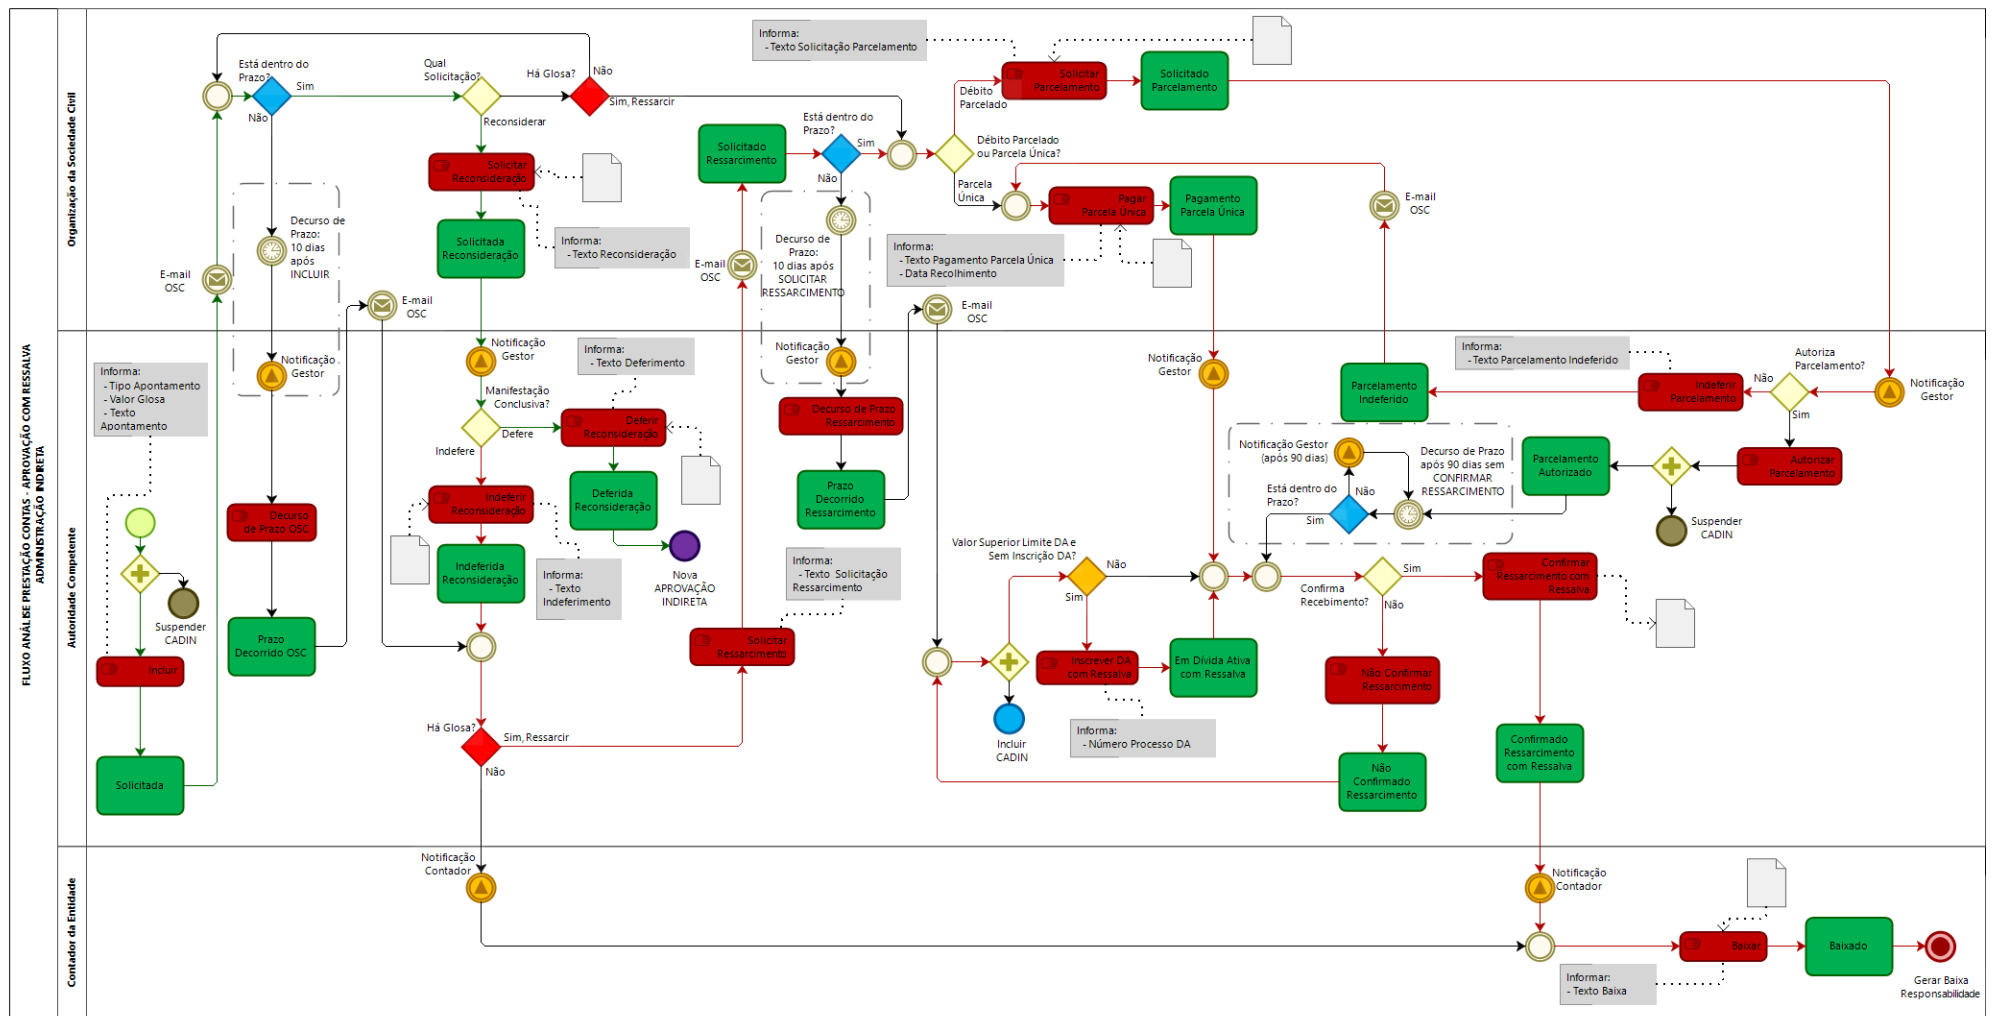 FLUXO ANÁLISE PRESTAÇÃO CONTAS - APROVAÇÃO COM RESSALVA
ADMINISTRAÇÃO INDIRETA
Organização da Sociedade Civil
Está dentro do
Prazo?
Sim
Não
Qual
Solicitação?
Há Glosa?
Não
Sim, Ressarcir
Reconsiderar
Solicitar
Reconsideração
Solicitada
Reconsideração
Informa:
- Texto Reconsideração
Decurso de
Prazo:
10 dias
após
INCLUIR
E-mail
OSC
E-mail
OSC
Solicitado
Ressarcimento
E-mail
OSC
Está dentro do
Prazo?
Sim
Não
Decurso de
Prazo:
10 dias após
SOLICITAR
RESSARCIMENTO
Informa:
- Texto Solicitação Parcelamento
Solicitar
Parcelamento
Solicitado
Parcelamento
Débito
Parcelado
Débito Parcelado
ou Parcela Única?
Parcela
Única
Pagar
Parcela Única
Pagamento
Parcela Única
Informa:
- Texto Pagamento Parcela Única
- Data Recolhimento
E-mail
OSC
E-mail
OSC
Autoridade Competente
Informa:
- Tipo Apontamento
- Valor Glosa
- Texto
Apontamento
Notificação
Gestor
Suspender
CADIN
Incluir
Solicitada
Decurso
de Prazo OSC
Prazo
Decorrido OSC
Notificação
Gestor
Manifestação
Conclusiva?
Defere
Indefere
Informa:
- Texto Deferimento
Deferir
Reconsideração
Deferida
Reconsideração
Nova
APROVAÇÃO
INDIRETA
Indeferir
Reconsideração
Indeferida
Reconsideração
Informa:
- Texto
Indeferimento
Há Glosa?
Sim, Ressarcir
Não
Solicitar
Ressarcimento
Informa:
- Texto Solicitação
Ressarcimento
Notificação
Gestor
Decurso de Prazo
Ressarcimento
Prazo
Decorrido
Ressarcimento
Valor Superior Limite DA e
Sem Inscrição DA?
Não
Sim
Incluir
CADIN
Inscrever DA
com Ressalva
Informa:
- Número Processo DA
Em Dívida Ativa
com Ressalva
Notificação
Gestor
Parcelamento
Indeferido
Informa:
- Texto Parcelamento Indeferido
Indeferir
Parcelamento
Autoriza
Parcelamento?
Não
Sim
Notificação
Gestor
Autorizar
Parcelamento
Suspender
CADIN
Parcelamento
Autorizado
Notificação Gestor
(após 90 dias)
Decurso de Prazo
após 90 dias sem
CONFIRMAR
RESSARCIMENTO
Está dentro do
Prazo?
Não
Sim
Confirma
Recebimento?
Sim
Não
Confirmar
Ressarcimento com
Ressalva
Não Confirmar
Ressarcimento
Não
Confirmado
Ressarcimento
Confirmado
Ressarcimento
com Ressalva
Contador da Entidade
Notificação
Contador
Notificação
Contador
Baixar
Informar:
- Texto Baixa
Baixado
Gerar Baixa
Responsabilidade